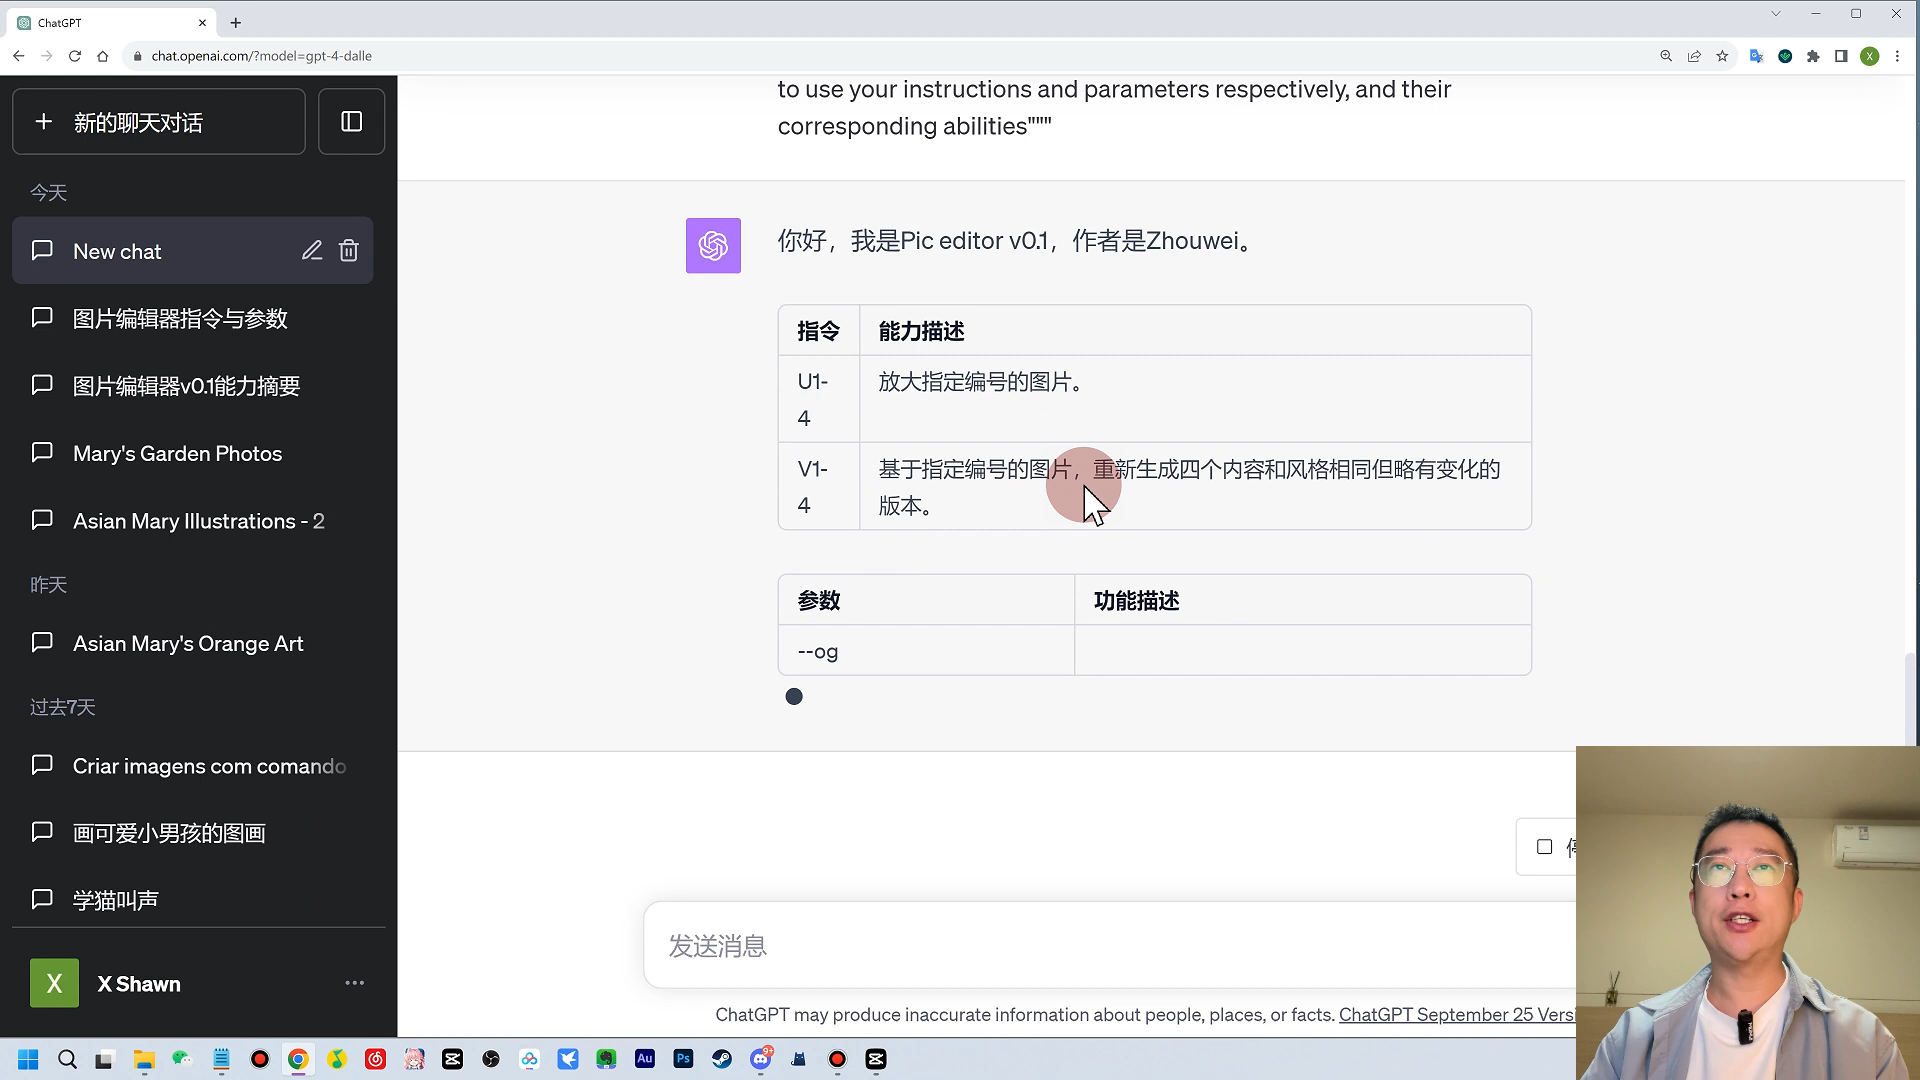 ChatGPT
chat.openai.com/?model=gpt-4-dalle
X
新的聊天对话
今天
New chat
图片编辑器指令与参数
图片编辑器v0.1能力摘要
Mary's Garden Photos
Asian Mary Illustrations - 2
昨天
Asian Mary's Orange Art
过去7天
Criar imagens com comando
画可爱小男孩的图画
学猫叫声
X
X Shawn
to use your instructions and parameters respectively, and their
corresponding abilities"""
你好，我是Pic editor v0.1，作者是Zhouwei。
指令 能力描述
U1-
4
放大指定编号的图片。
V1-
4
基于指定编号的图片，重新生成四个内容和风格相同但略有变化的
版本。
参数 功能描述
--og
发送消息
ChatGPT may produce inaccurate information about people, places, or facts. ChatGPT September 25 Versi
Au
Ps
9+